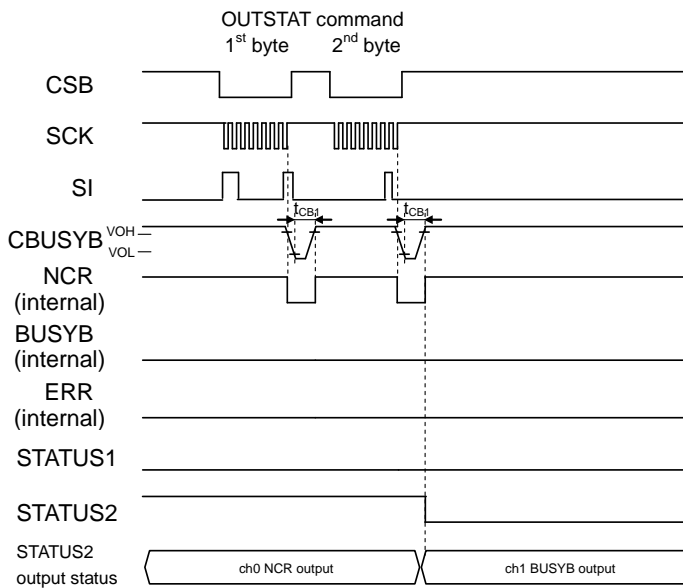 OUTSTAT command
1st byte 2nd byte
CSB
SCK
SI
tCB1 tCB1
CBUSYB VOH
VOL
NCR
(internal)
BUSYB
(internal)
ERR
(internal)
STATUS1
STATUS2
STATUS2
output status
ch0 NCR output ch1 BUSYB output